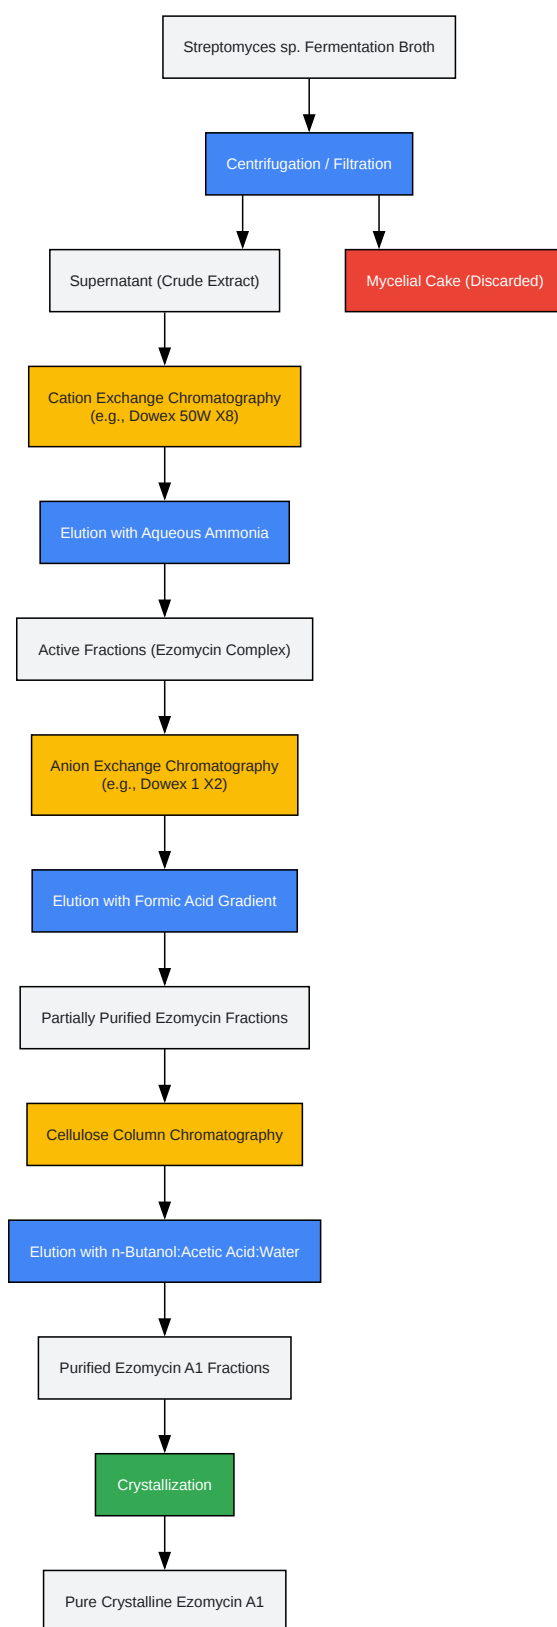 Streptomyces sp. Fermentation Broth
Centrifugation / Filtration
Supernatant (Crude Extract)
Mycelial Cake (Discarded)
Cation Exchange Chromatography
(e.g., Dowex 50W X8)
Elution with Aqueous Ammonia
Active Fractions (Ezomycin Complex)
Anion Exchange Chromatography
(e.g., Dowex 1 X2)
Elution with Formic Acid Gradient
Partially Purified Ezomycin Fractions
Cellulose Column Chromatography
Elution with n-Butanol:Acetic Acid:Water
Purified Ezomycin A1 Fractions
Crystallization
Pure Crystalline Ezomycin A1